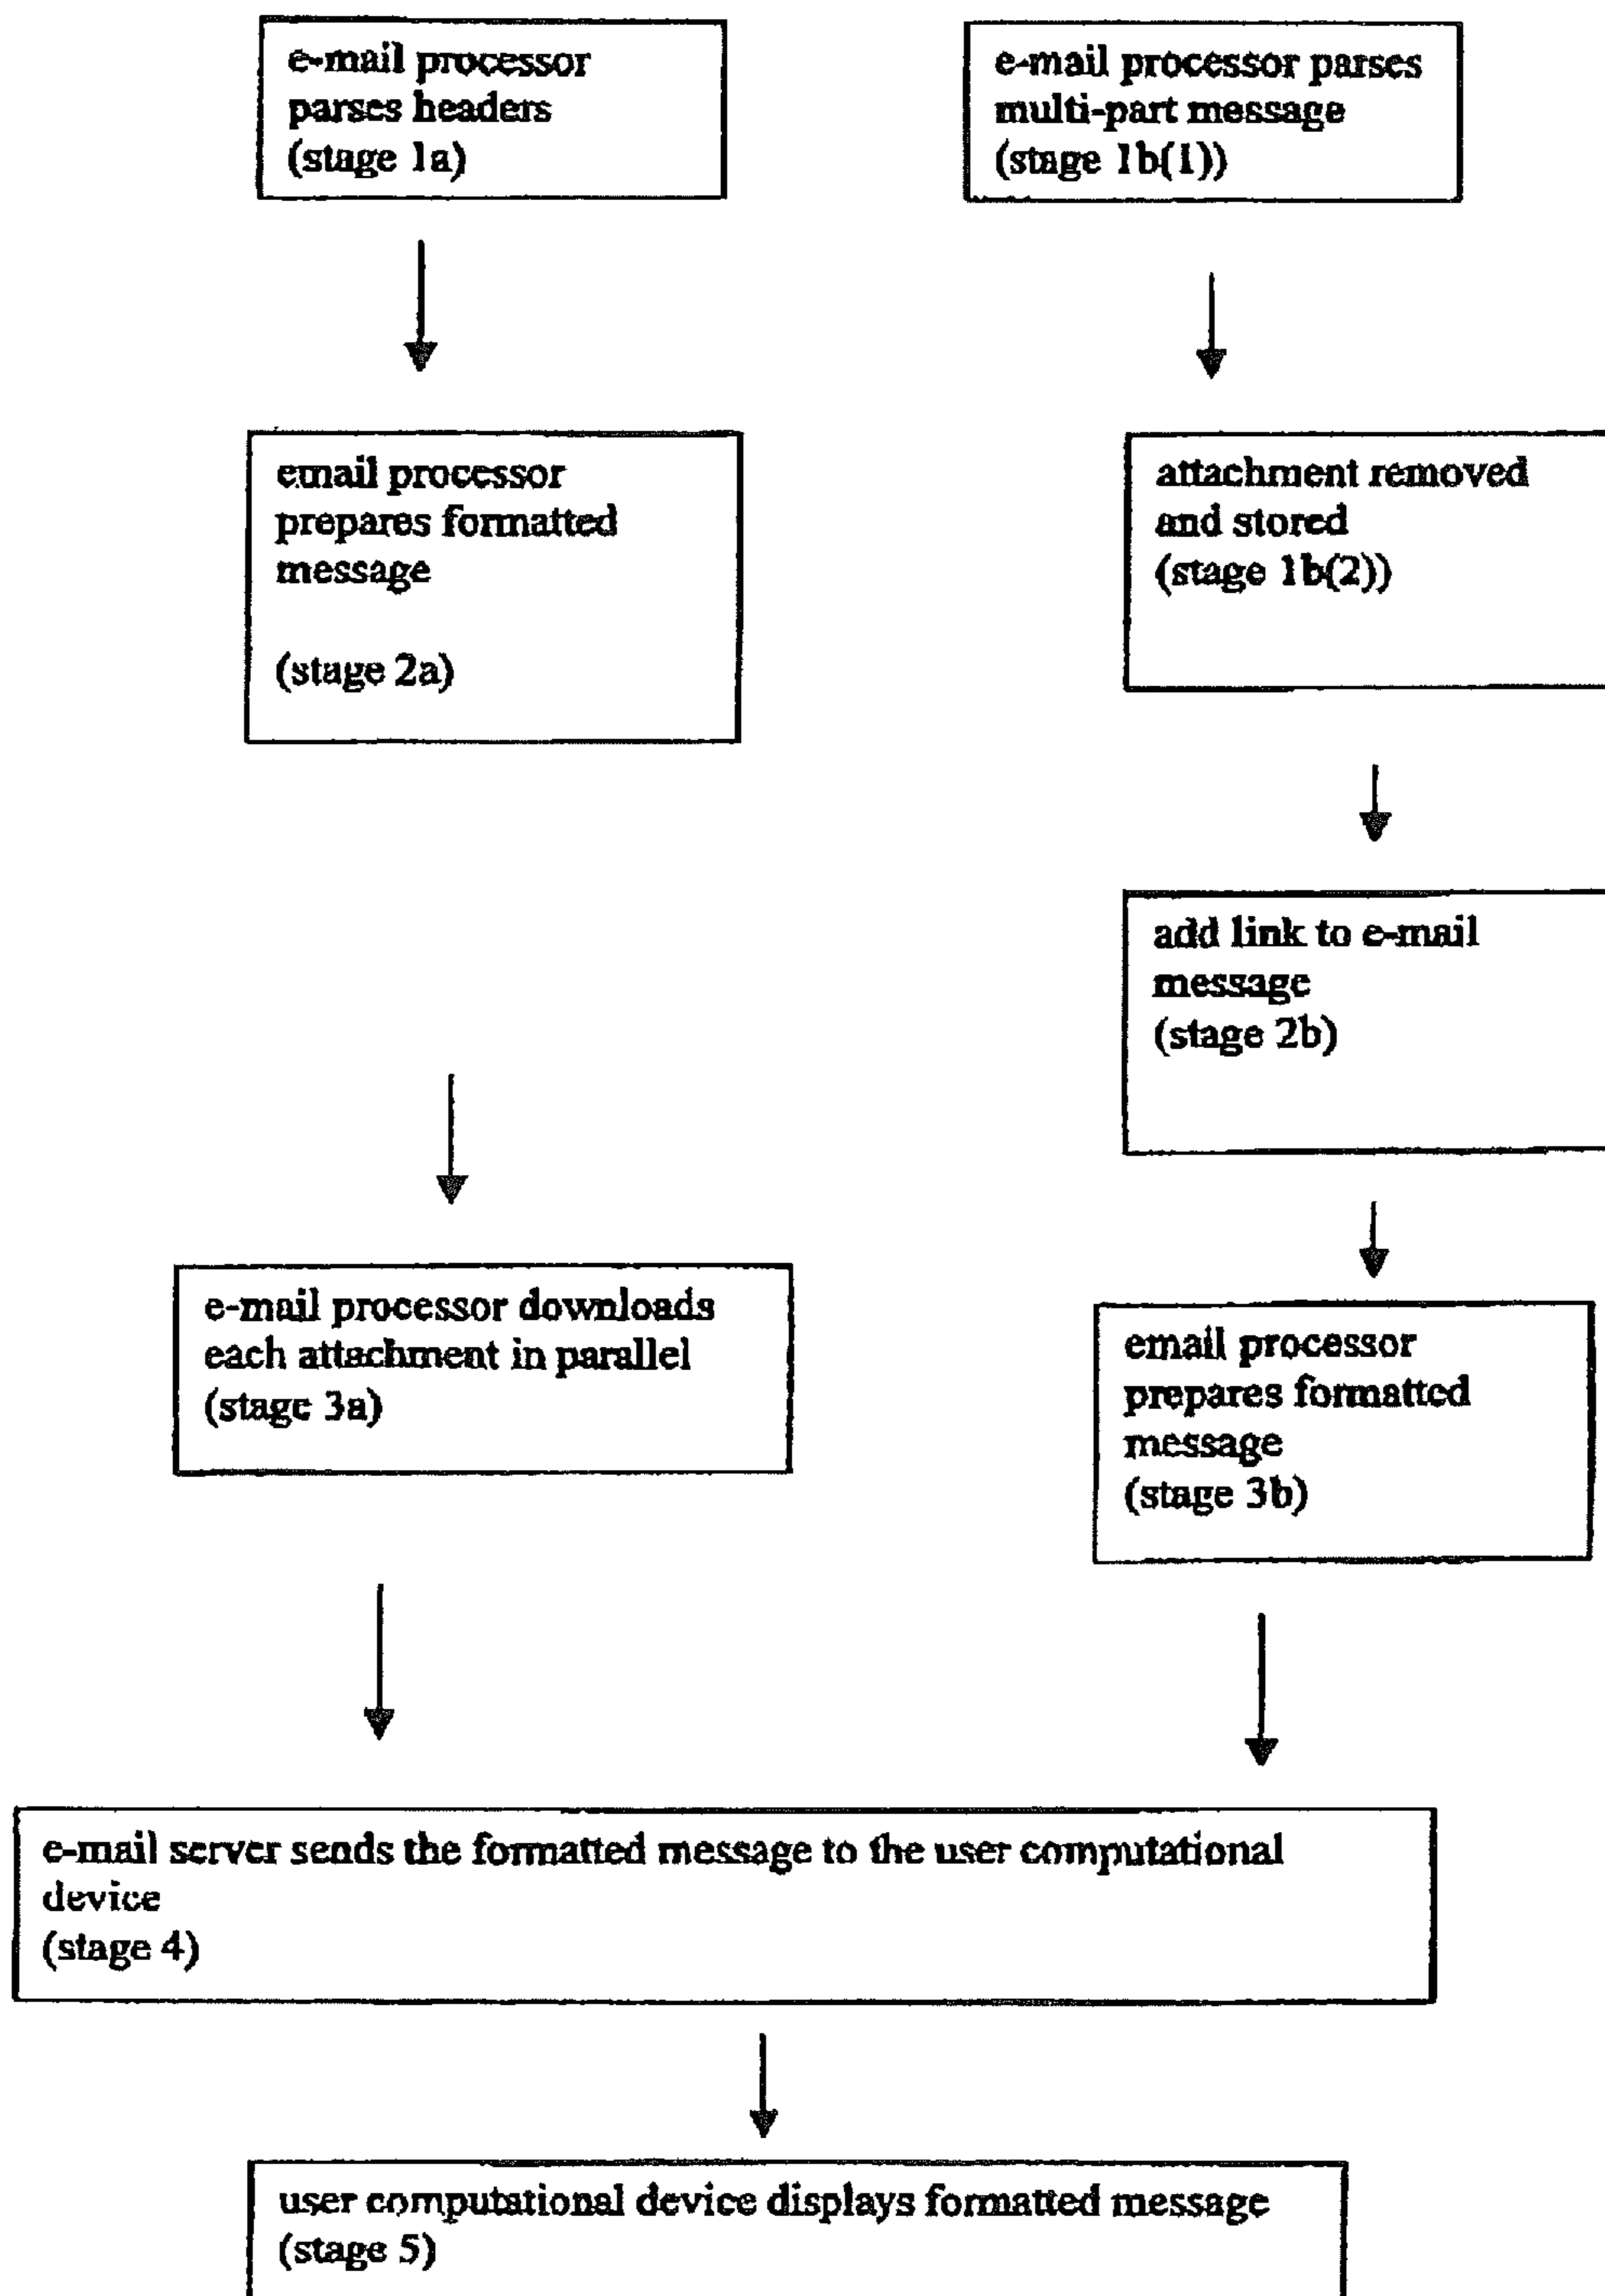 e-mail processor
parses headers
(stage 1a)
e-mail processor parses
multi-part message
(stage 1b(1))
email processor
prepares formatted
message
(stage 2a)
attachment removed
and stored
(stage 1b(2))
add link to e-mail
message
(stage 2b)
e-mail processor downloads
each attachment in parallel
(stage 3a)
email processor
prepares formatted
message
(stage 3b)
e-mail server sends the formatted message to the user computational
device
(stage 4)
user computational device displays formatted message
(stage 5)